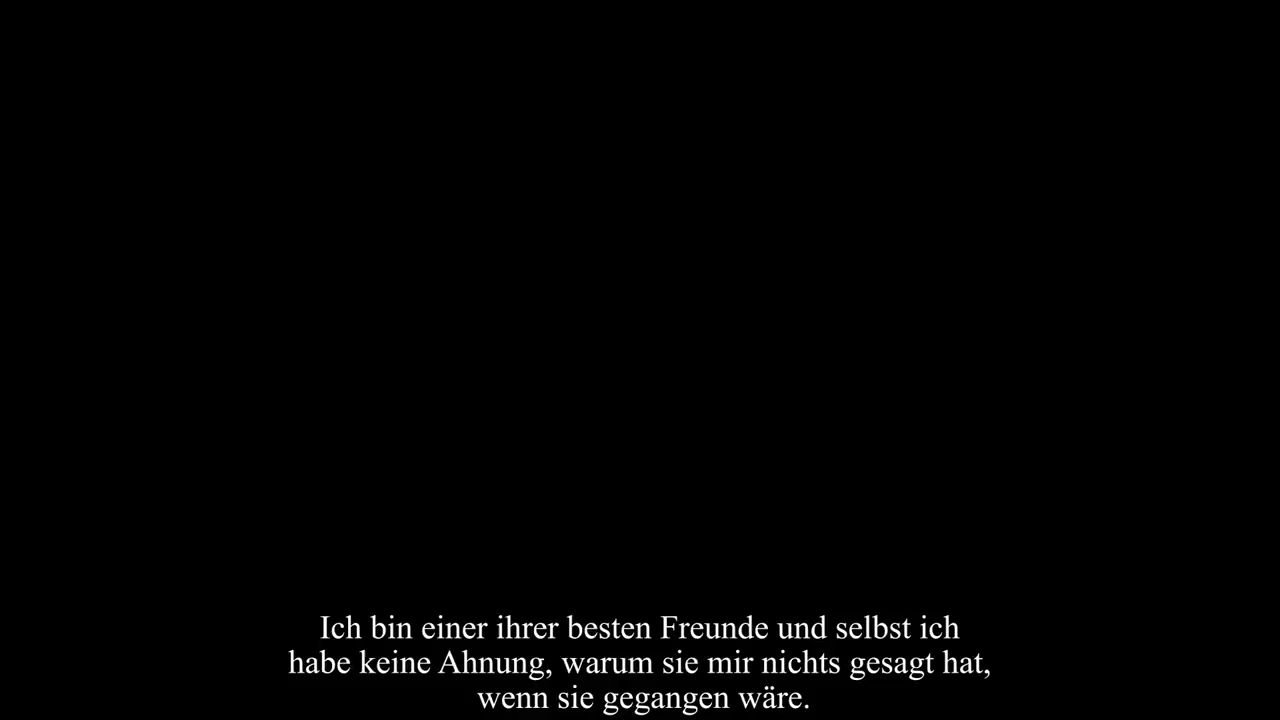 Ich bin einer ihrer besten Freunde und selbst ich
habe keine Ahnung, warum sie mir nichts gesagt hat,
wenn sie gegangen wäre.